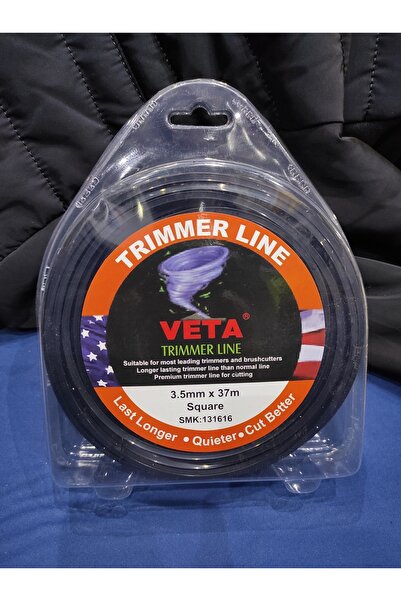 TRIMMER LINE
VETA®
TRIMMER LINE
Suitable for most leading trimmers and brushcutters
Longer lasting trimmer line than normal line
Premium trimmer line for cutting
3.5mm x 37m
Square
SMK:131616
Last Longer • Quieter • Cut Better